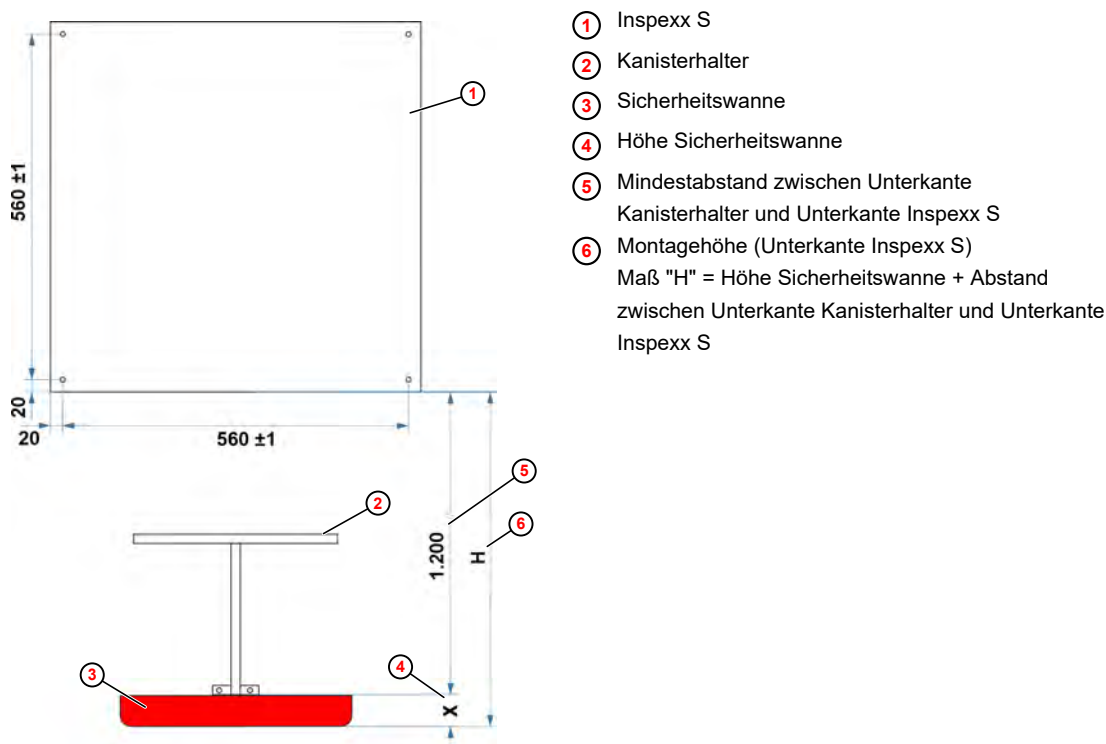 1 Inspexx S
2 Kanisterhalter
3 Sicherheitswanne
4 Höhe Sicherheitswanne
5 Mindestabstand zwischen Unterkante
Kanisterhalter und Unterkante Inspexx S
6 Montagehöhe (Unterkante Inspexx S)
Maß "H" = Höhe Sicherheitswanne + Abstand
zwischen Unterkante Kanisterhalter und Unterkante
Inspexx S
1
560 ±1
20
20
560 ±1
5
2
6
1.200
H
4
3
X